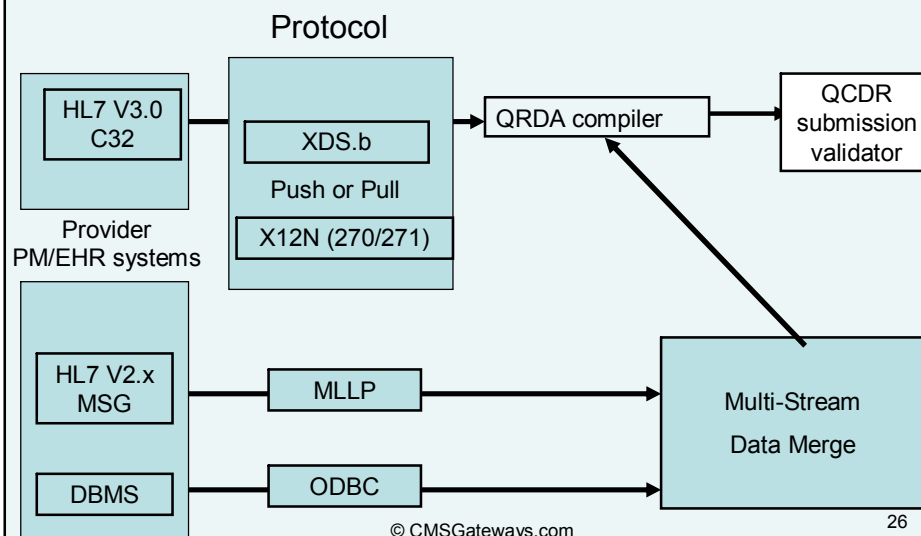 Protocol
HL7 V3.0
C32
XDS.b
Push or Pull
X12N (270/271)
QRDA compiler
QCDR
submission
validator
Provider
PM/EHR systems
HL7 V2.x
MSG
MLLP
DBMS
ODBC
Multi-Stream
Data Merge
© CMSGateways.com
26